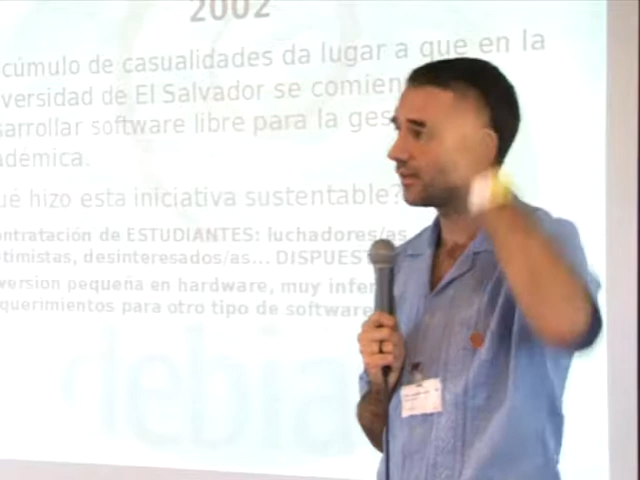 2002
cúmulo de casualidades da lugar a que en la
versidad de El Salvador se comien
sarrollar software libre para la ges
adémica.
ué hizo esta iniciativa sustentable?
ontratación de ESTUDIANTES: luchadores/as
timistas, desinteresados/as... DISPUEST
version pequeña en hardware, muy infer
querimientos para otro tipo de software
debia